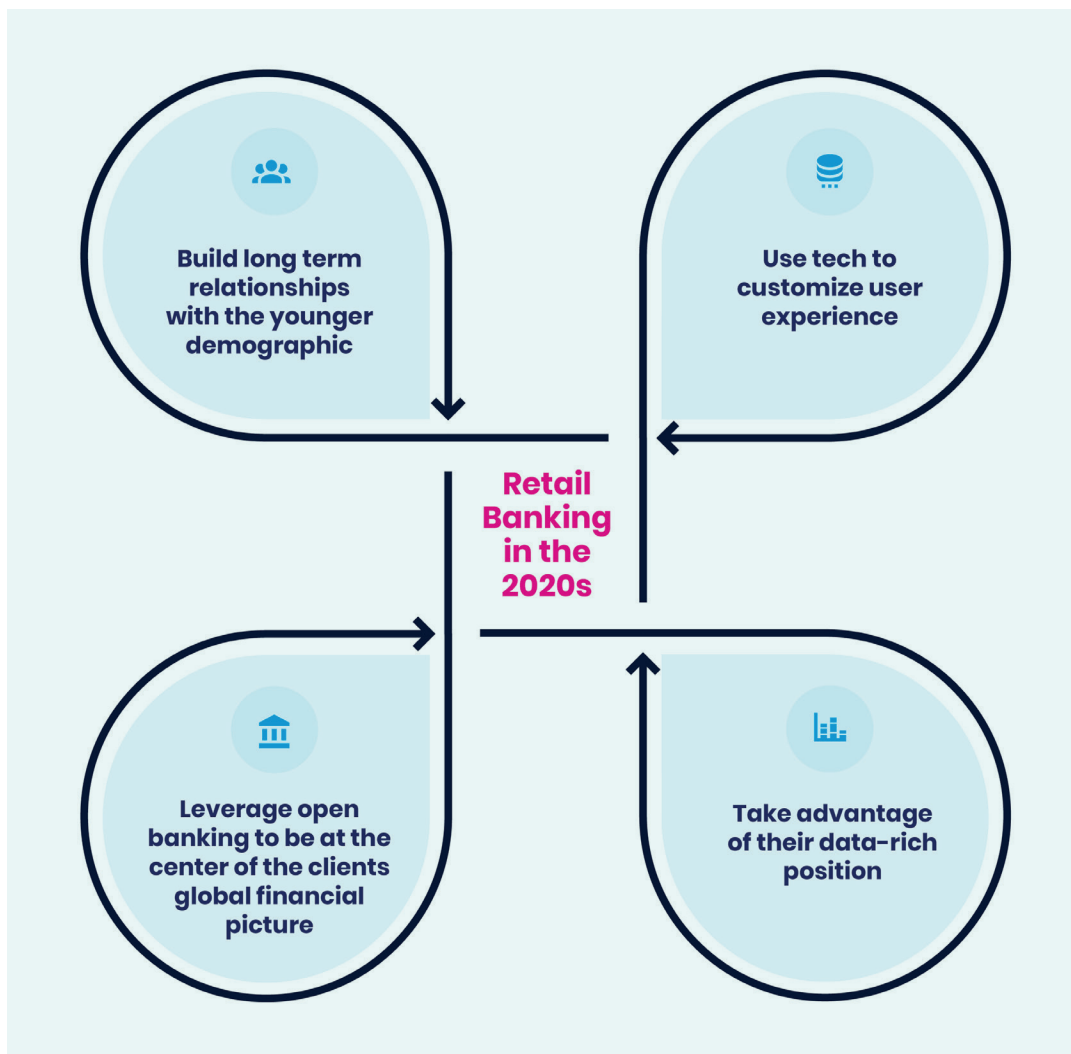 Build long term
relationships
with the younger
demographic
Use tech to
customize user
experience
Retail
Banking
in the
2020s
Leverage open
banking to be at the
center of the clients
global financial
picture
Take advantage
of their data-rich
position